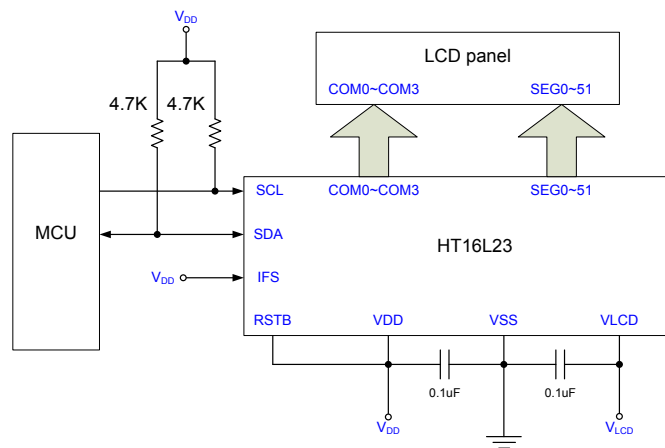 VDD
LCD panel
COM0~COM3 SEG0~51
4.7K 4.7K
MCU
SCL COM0~COM3 SEG0~51
SDA
HT16L23
VDD IFS
RSTB VDD VSS VLCD
0.1uF 0.1uF
VDD VLCD